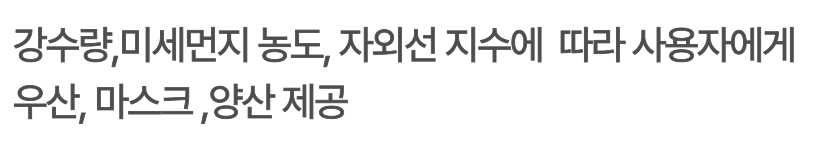 강수량,미세먼지 농도, 자외선 지수에  따라 사용자에게
우산, 마스크 ,양산 제공